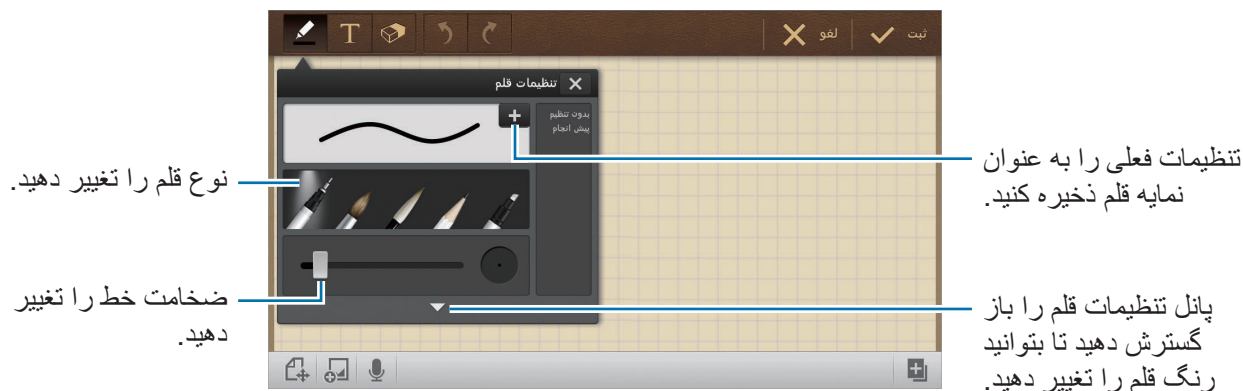 ثبت
لغو
T
تنظیمات قلم
بدون تنظیم
پیش انجام
تنظیمات فعلی را به عنوان
نمایه قلم ذخیره کنید.
نوع قلم را تغییر دهید.
ضخامت خط را تغییر
دهید.
پانل تنظیمات قلم را باز
گسترش دهید تا بتوانید
رنگ قلم را تغییر دهید.